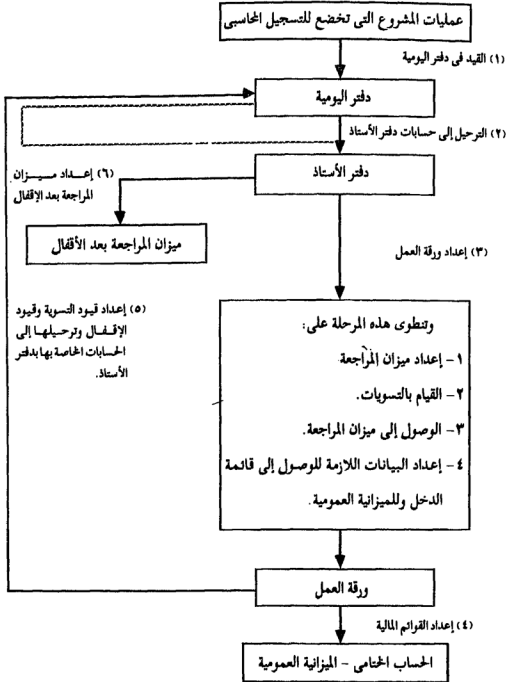 عمليات المشروع التى تخضع للتسجيل المحاسبى
(١) القيد فى دفتر اليومية
دفتر اليومية
(٢) الترحيل إلى حسابات دفتر الأستاذ
دفتر الأستاذ
(٦) إعداد ميزان
المراجعة بعد الإقفال
ميزان المراجعة بعد الأقفال
(٣) إعداد ورقة العمل
(٥) إعداد قيود التسوية وقيود
الإقفال وترحيلها إلى
الحسابات الخاصة بها بدفتر
الأستاذ.
وتنطوى هذه المرحلة على:
١- إعداد ميزان المراجعة
٢- القيام بالتسويات.
٣- الوصول إلى ميزان المراجعة.
٤- إعداد البيانات اللازمة للوصول إلى قائمة
الدخل وللميزانية العمومية.
ورقة العمل
(٤) إعداد القوائم المالية
الحساب الختامى - الميزانية العمومية